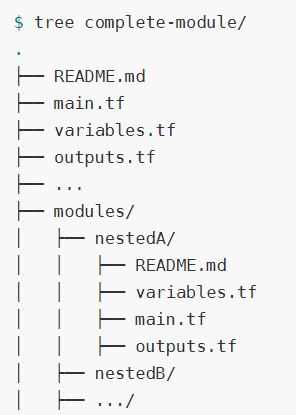 $ tree complete-module/
.
├── README.md
├── main.tf
├── variables.tf
├── outputs.tf
├── ...
├── modules/
│   ├── nestedA/
│   │   ├── README.md
│   │   ├── variables.tf
│   │   ├── main.tf
│   │   ├── outputs.tf
│   ├── nestedB/
│   ├── .../